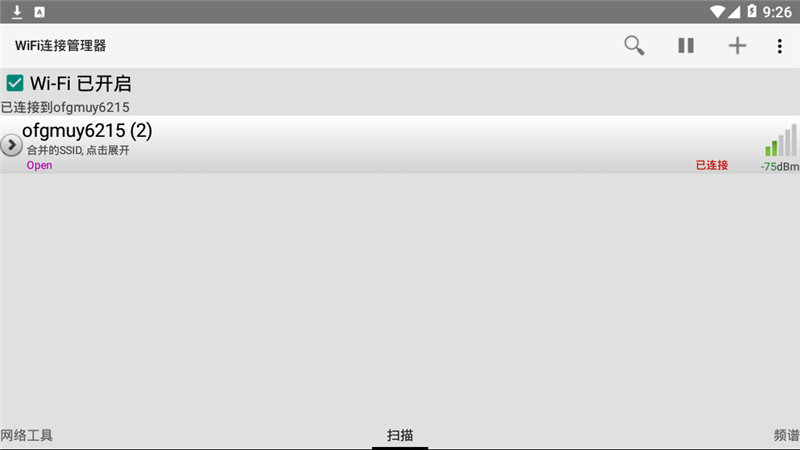 9:26
WiFi连接管理器
Wi-Fi 已开启
已连接到ofgmuy6215
ofgmuy6215 (2)
合并的SSID, 点击展开
Open
已连接
-75dBm
网络工具
扫描
频谱